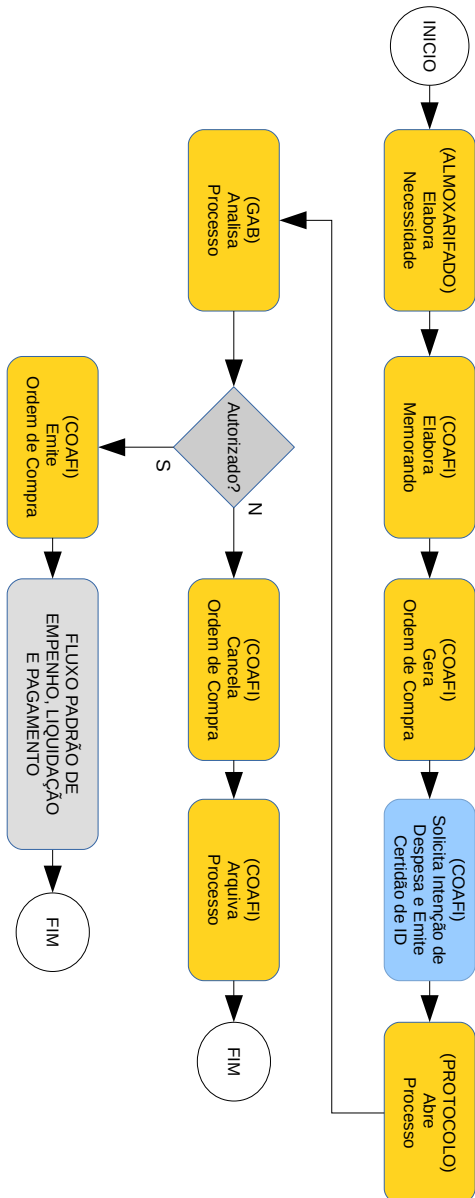 INICIO
(ALMOXARIFADO)
Elabora
Necessidade
(COAFI)
Elabora
Memorando
(COAFI)
Gera
Ordem de Compra
(COAFI)
Solicita Intenção de
Despesa e Emite
Certidão de ID
(PROTOCOLO)
Abre
Processo
(GAB)
Analisa
Processo
Autorizado?
N
S
(COAFI)
Cancela
Ordem de Compra
(COAFI)
Arquiva
Processo
FIM
(COAFI)
Emite
Ordem de Compra
FLUXO PADRÃO DE
EMPENHO, LIQUIDAÇÃO
E PAGAMENTO
FIM